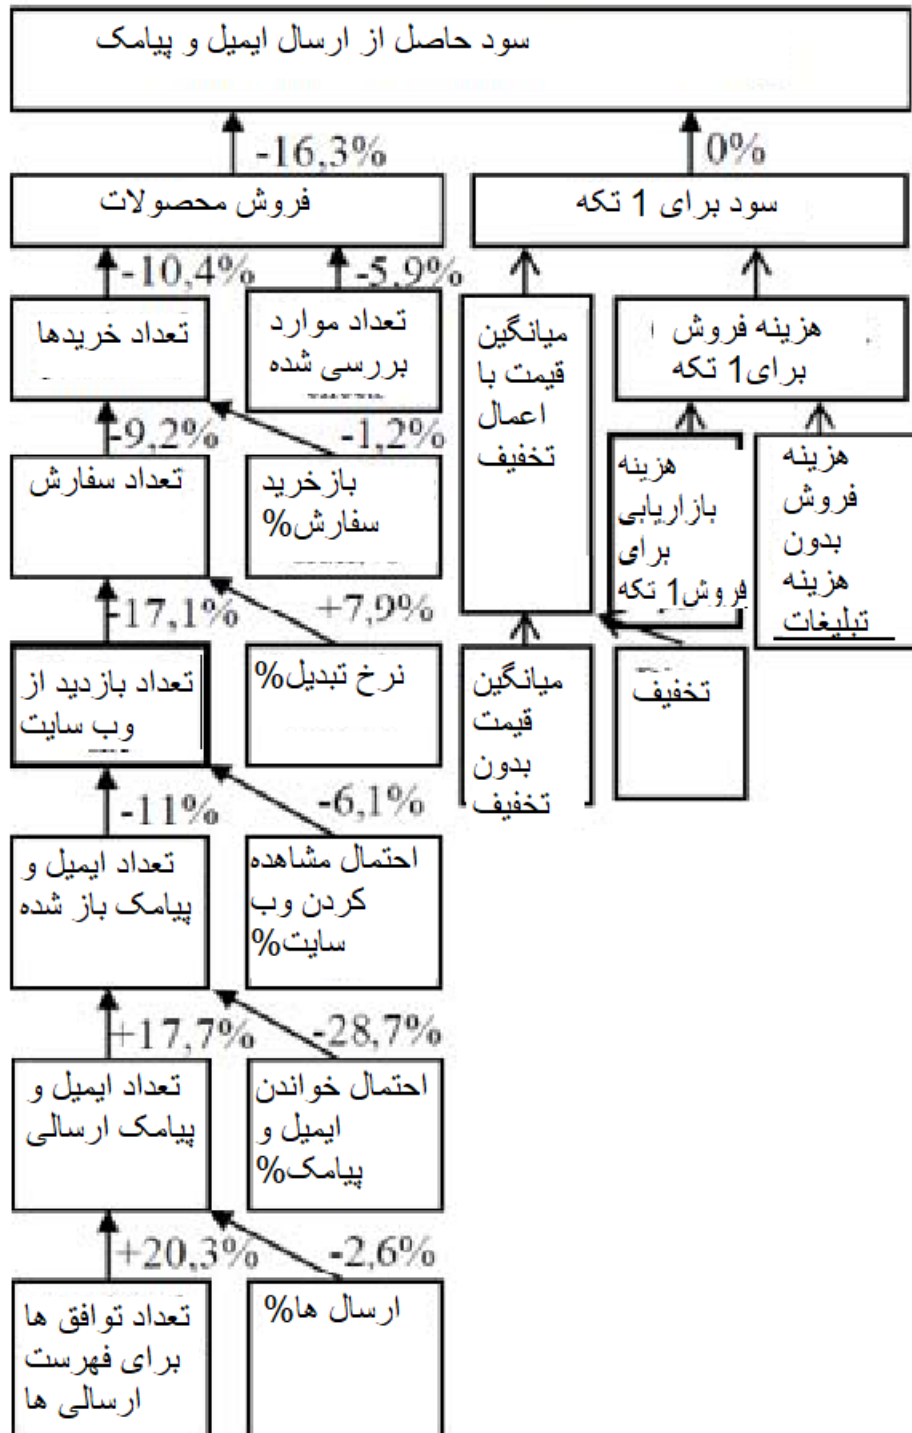 سود حاصل از ارسال ایمیل و پیامک
-16,3%
0%
فروش محصولات
سود برای 1 تکه
-10,4%
-5,9%
تعداد خریدها
تعداد موارد
بررسی شده
میانگین
قیمت با
اعمال
تخفیف
هزینه فروش
برای1 تکه
-9,2%
-1,2%
تعداد سفارش
بازخرید
سفارش%
هزینه
بازاریابی
برای
فروش1 تکه
هزینه
فروش
بدون
هزینه
تبلیغات
-17,1%
+7,9%
تعداد بازدید از
وب سایت
نرخ تبدیل%
میانگین
قیمت
بدون
تخفیف
تخفیف
-11%
-6,1%
تعداد ایمیل و
پیامک باز شده
احتمال مشاهده
کردن وب
سایت%
+17,7%
-28,7%
تعداد ایمیل و
پیامک ارسالی
احتمال خواندن
ایمیل و
پیامک%
+20,3%
-2,6%
تعداد توافق ها
برای فهرست
ارسالی ها
ارسال ها%